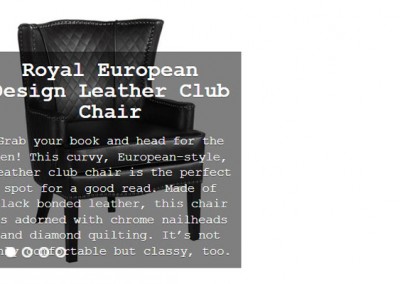 Royal European
Design Leather Club
Chair
Grab your book and head for the
en! This curvy, European-style,
eather club chair is the perfect
spot for a good read. Made of
lack bonded leather, this chair
s adorned with chrome nailheads
and diamond quilting. It's not
comfortable but classy, too.